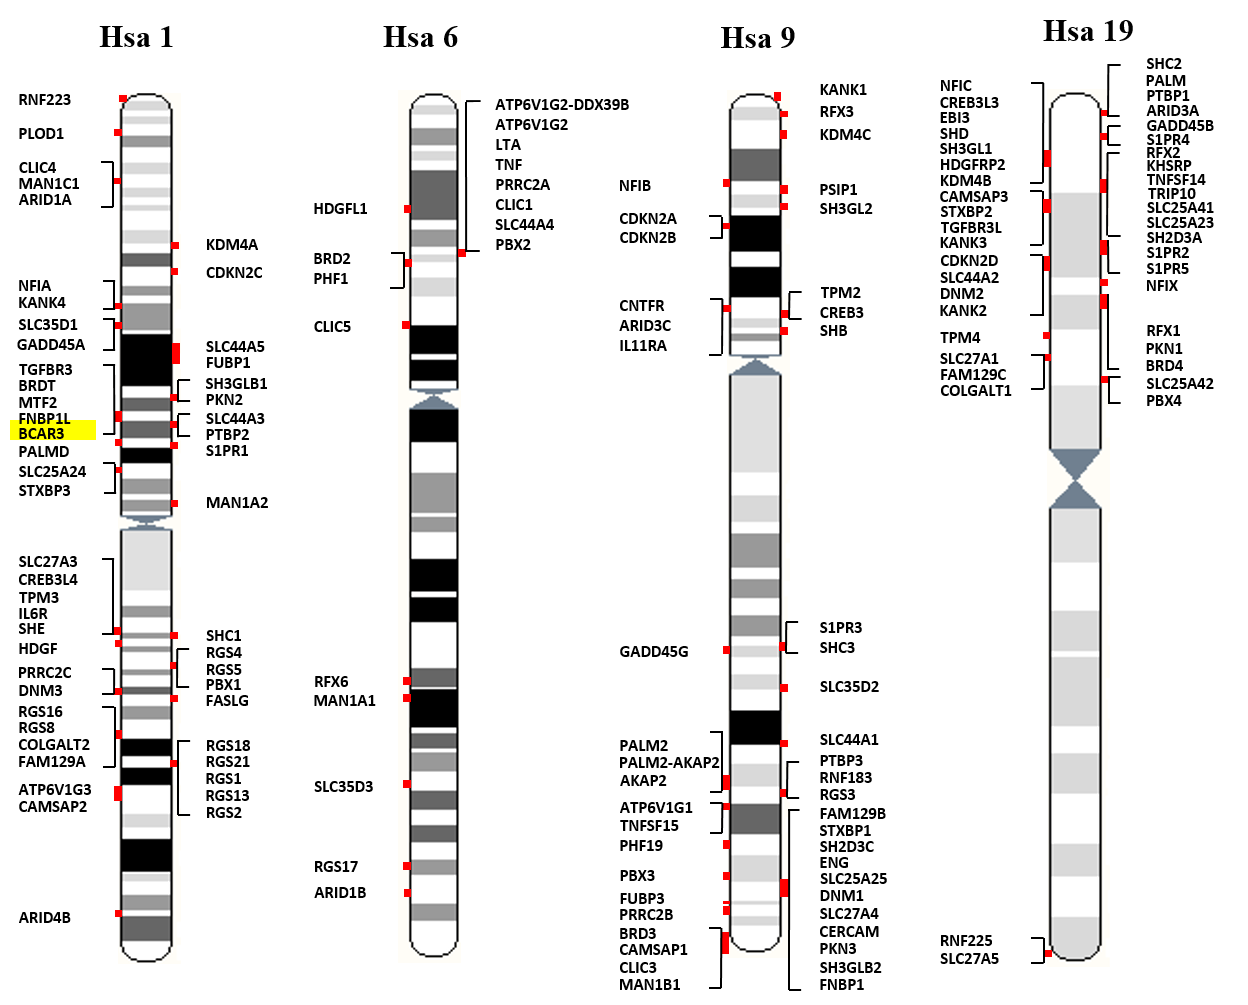 Hsa 1
RNF223
PLOD1
CLIC4
MAN1C1
ARID1A
NFIA
KANK4
SLC35D1
GADD45A
TGFBR3
BRDT
MTF2
FNBP1L
BCAR3
PALMD
SLC25A24
STXBP3
SLC27A3
CREB3L4
TPM3
IL6R
SHE
HDGF
PRRC2C
DNM3
RGS16
RGS8
COLGALT2
FAM129A
ATP6V1G3
CAMSAP2
ARID4B
KDM4A
CDKN2C
SLC44A5
FUBP1
SH3GLB1
PKN2
SLC44A3
PTBP2
S1PR1
MAN1A2
SHC1
RGS4
RGS5
PBX1
FASLG
RGS18
RGS21
RGS1
RGS13
RGS2
Hsa 6
HDGFL1
BRD2
PHF1
CLIC5
RFX6
MAN1A1
SLC35D3
RGS17
ARID1B
ATP6V1G2-DDX39B
ATP6V1G2
LTA
TNF
PRRC2A
CLIC1
SLC44A4
PBX2
Hsa 9
NFIB
CDKN2A
CDKN2B
CNTFR
ARID3C
IL11RA
GADD45G
PALM2
PALM2-AKAP2
AKAP2
ATP6V1G1
TNFSF15
PHF19
PBX3
FUBP3
PRRC2B
BRD3
CAMSAP1
CLIC3
MAN1B1
KANK1
RFX3
KDM4C
PSIP1
SH3GL2
TPM2
CREB3
SHB
S1PR3
SHC3
SLC35D2
SLC44A1
PTBP3
RNF183
RGS3
FAM129B
STXBP1
SH2D3C
ENG
SLC25A25
DNM1
SLC27A4
CERCAM
PKN3
SH3GLB2
FNBP1
Hsa 19
NFIC
CREB3L3
EBI3
SHD
SH3GL1
HDGFRP2
KDM4B
CAMSAP3
STXBP2
TGFBR3L
KANK3
CDKN2D
SLC44A2
DNM2
KANK2
TPM4
SLC27A1
FAM129C
COLGALT1
RNF225
SLC27A5
SHC2
PALM
PTBP1
ARID3A
GADD45B
S1PR4
RFX2
KHSRP
TNFSF14
TRIP10
SLC25A41
SLC25A23
SH2D3A
S1PR2
S1PR5
NFIX
RFX1
PKN1
BRD4
SLC25A42
PBX4